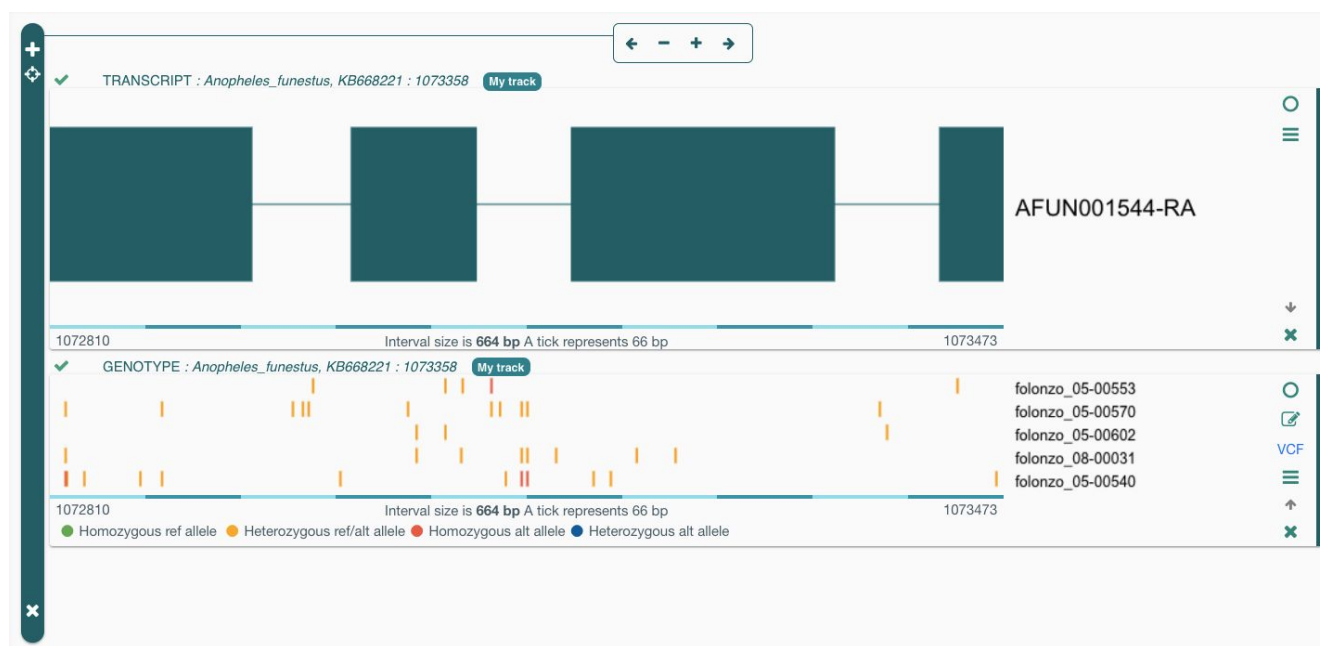 TRANSCRIPT : Anopheles_funestus, KB668221 : 1073358 My track
AFUN001544-RA
1072810 Interval size is 664 bp A tick represents 66 bp 1073473
GENOTYPE : Anopheles_funestus, KB668221 : 1073358 My track
folonzo_05-00553
folonzo_05-00570
folonzo_05-00602
folonzo_08-00031
VCF
folonzo_05-00540
1072810 Interval size is 664 bp A tick represents 66 bp 1073473
Homozygous ref allele Heterozygous ref/alt allele Homozygous alt allele Heterozygous alt allele